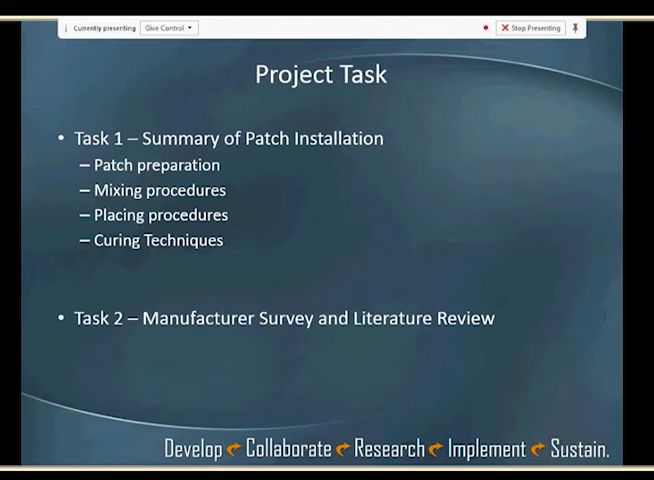 Currently presenting Give Control Stop Presenting
Project Task
• Task 1 – Summary of Patch Installation
– Patch preparation
– Mixing procedures
– Placing procedures
– Curing Techniques
• Task 2 – Manufacturer Survey and Literature Review
Develop Collaborate Research Implement Sustain.